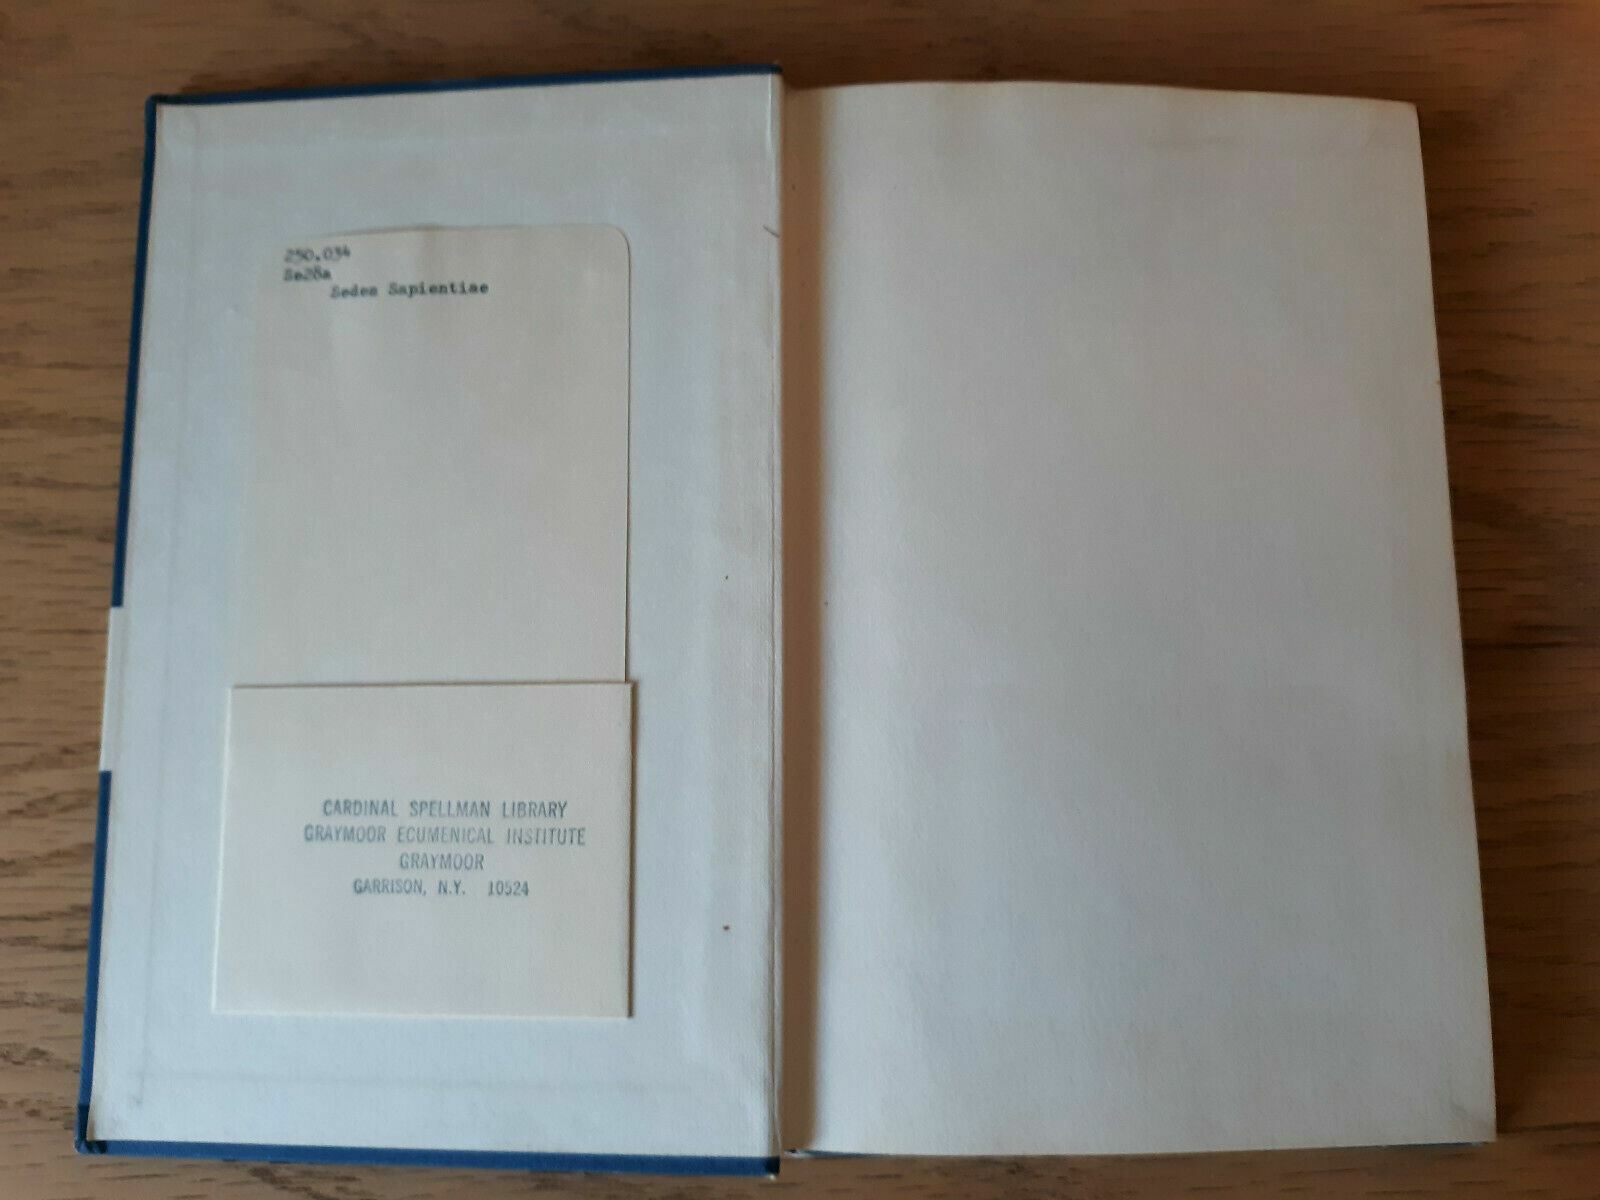 250.034
Se28a
Sedes Sapientiae
CARDINAL SPELLMAN LIBRARY
GRAYMOOR ECUMENICAL INSTITUTE
GRAYMOOR
GARRISON, N.Y. 10524